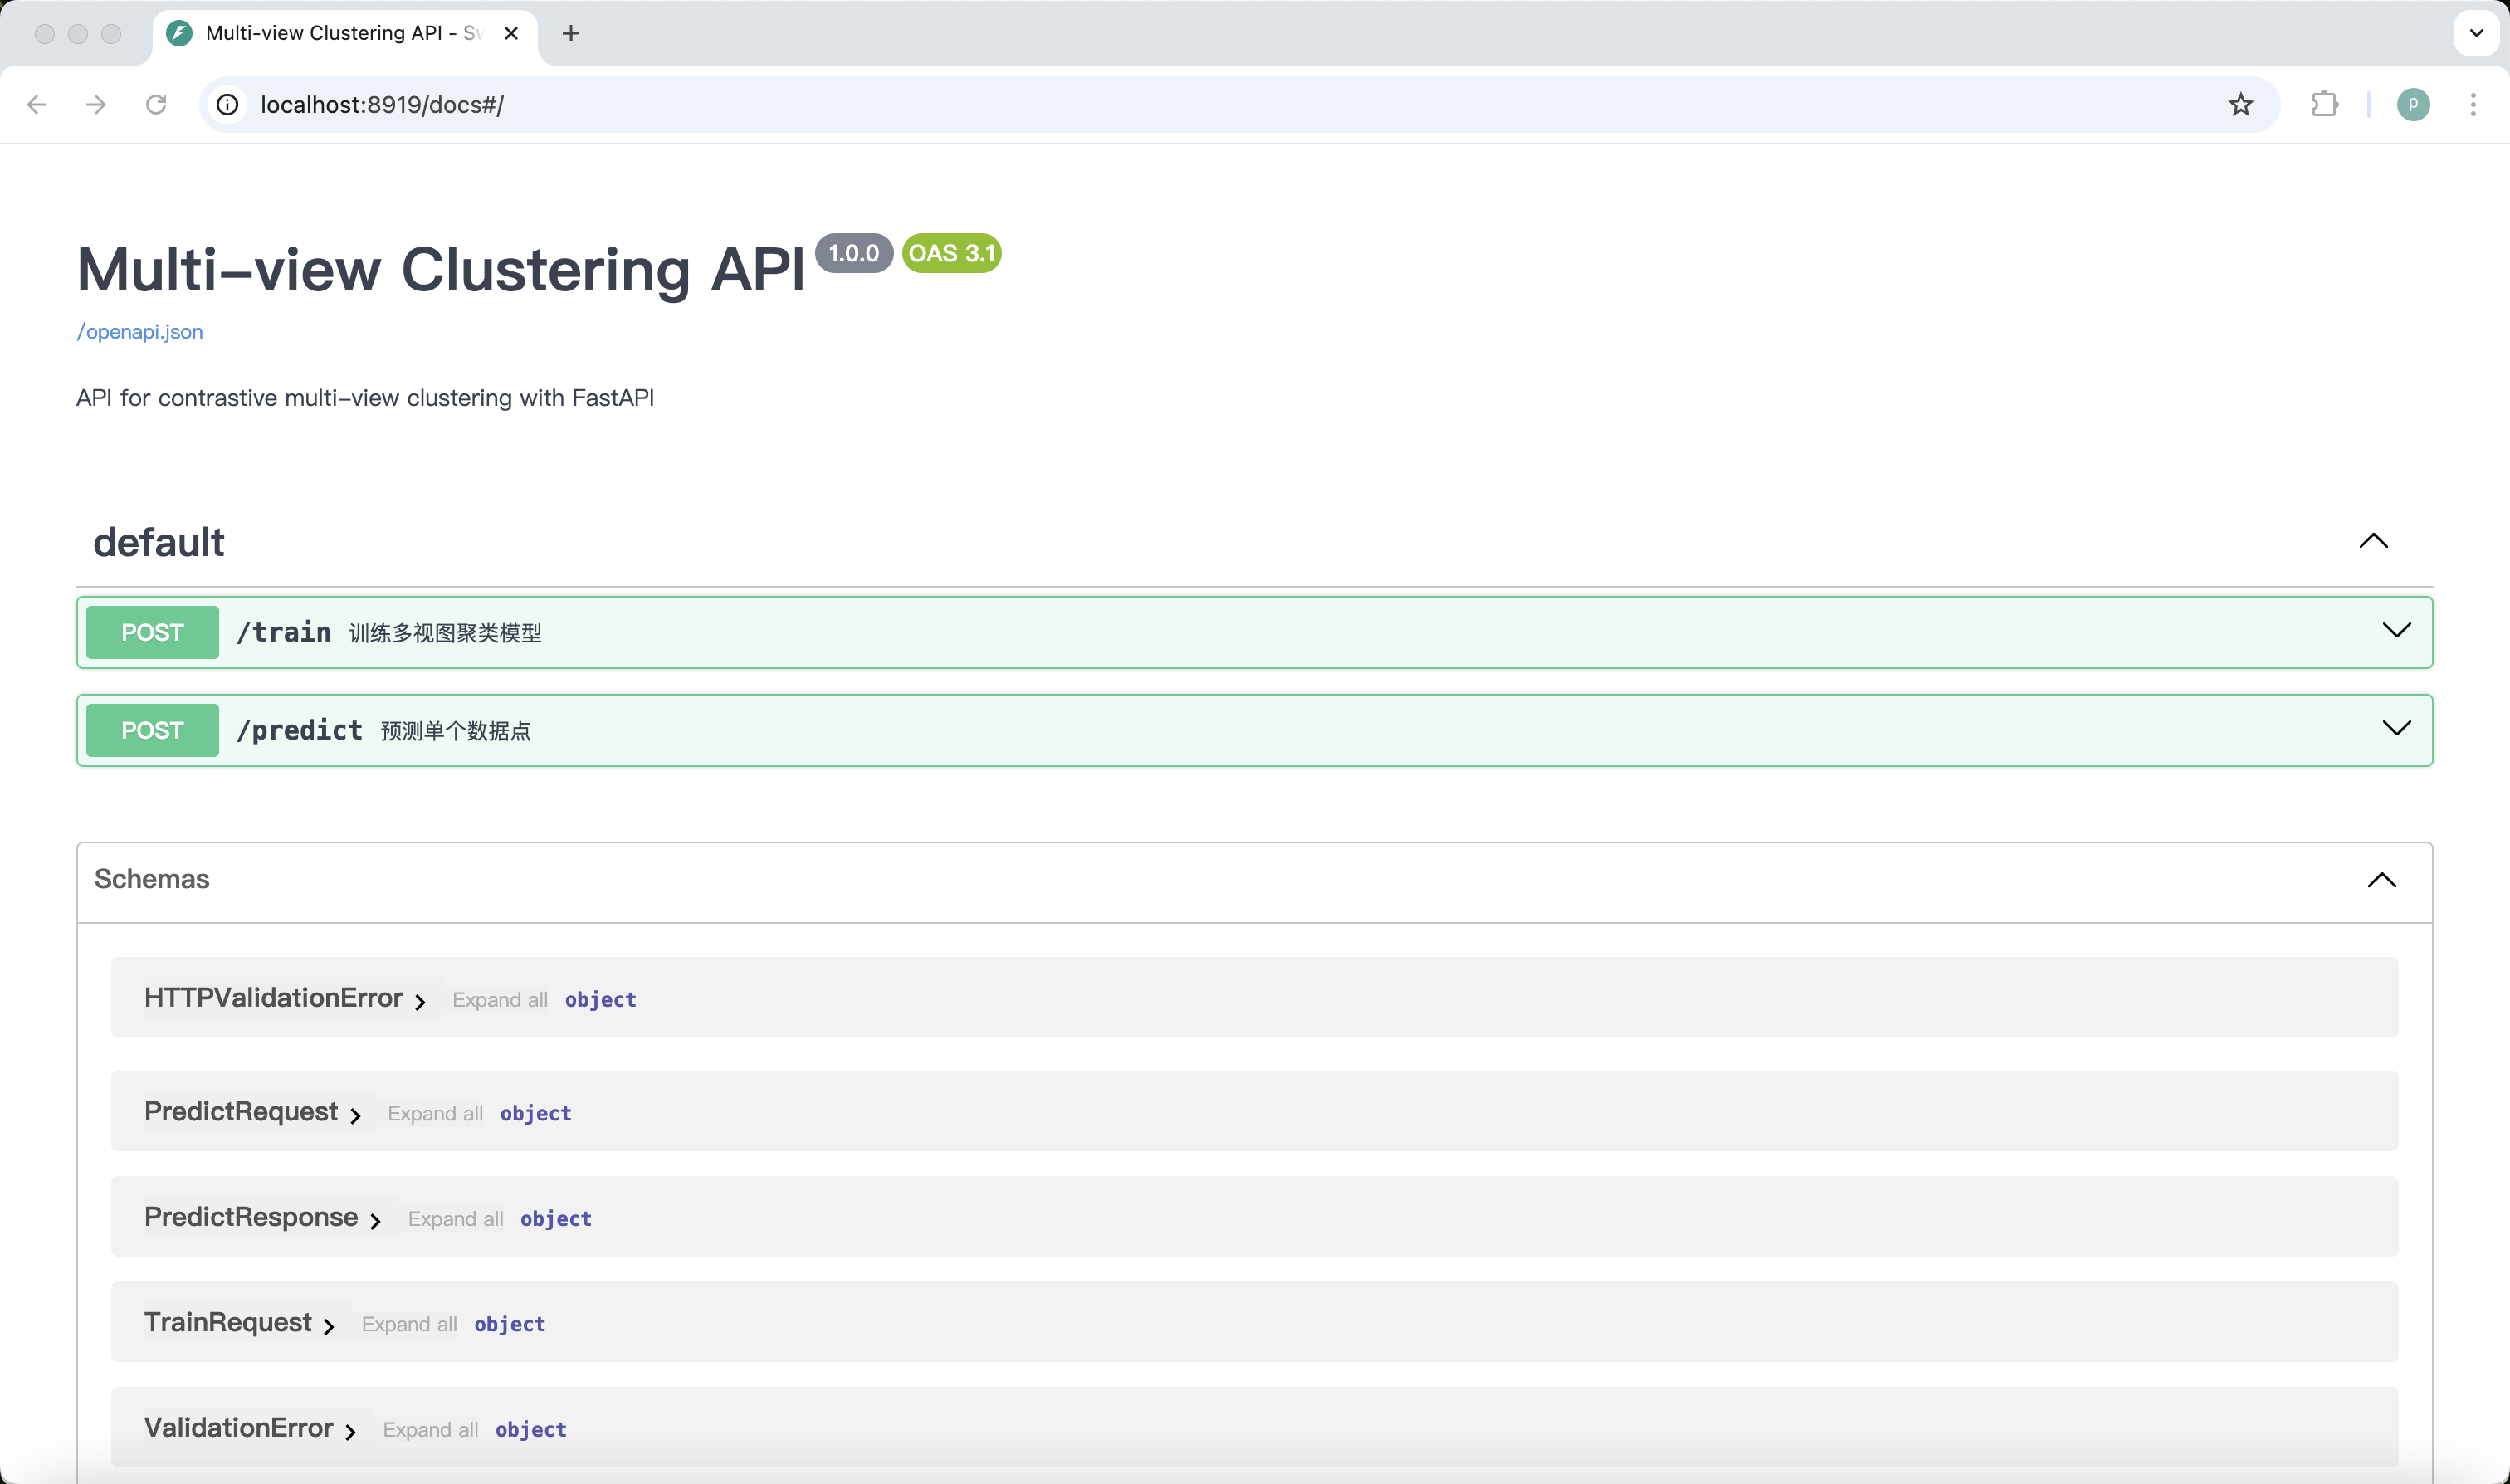 Multi-view Clustering API - Sw
localhost:8919/docs#/
p
Multi-view Clustering API 1.0.0 OAS 3.1
/openapi.json
API for contrastive multi-view clustering with FastAPI
default
POST /train 训练多视图聚类模型
POST /predict 预测单个数据点
Schemas
HTTPValidationError Expand all object
PredictRequest Expand all object
PredictResponse Expand all object
TrainRequest Expand all object
ValidationError Expand all object